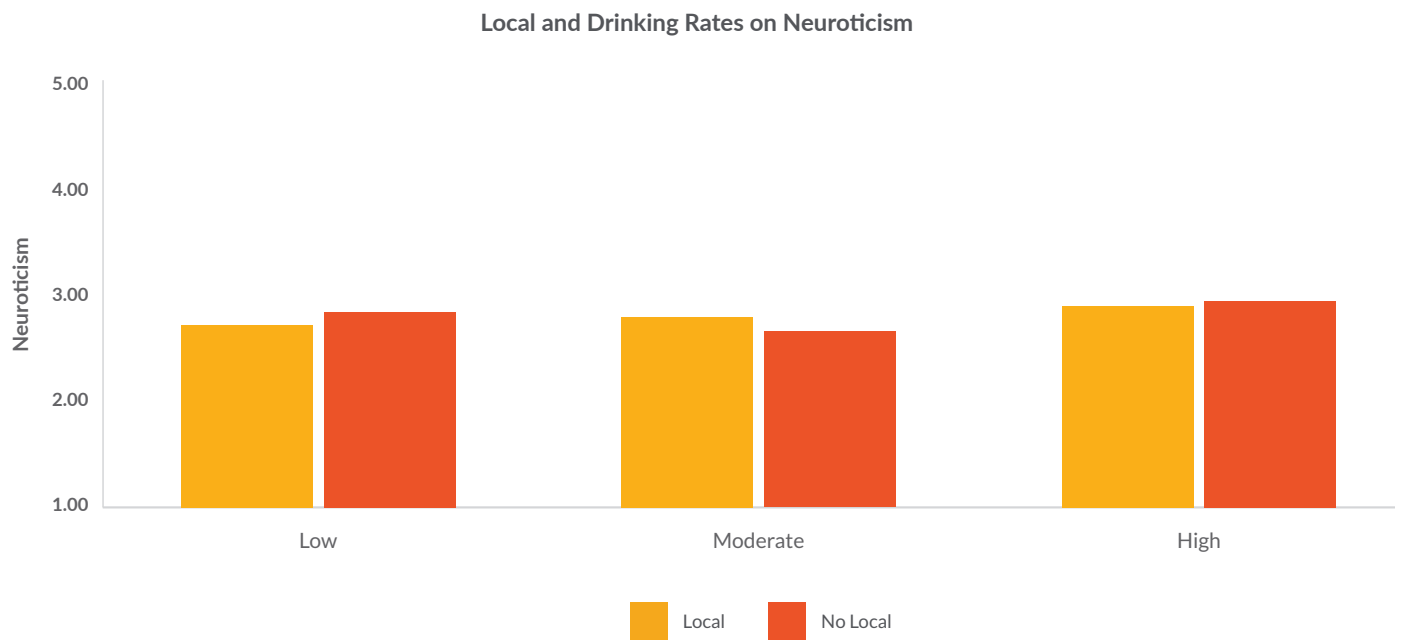 Local and Drinking Rates on Neuroticism
Neuroticism
5.00
4.00
3.00
2.00
1.00
Low Moderate High
Local No Local